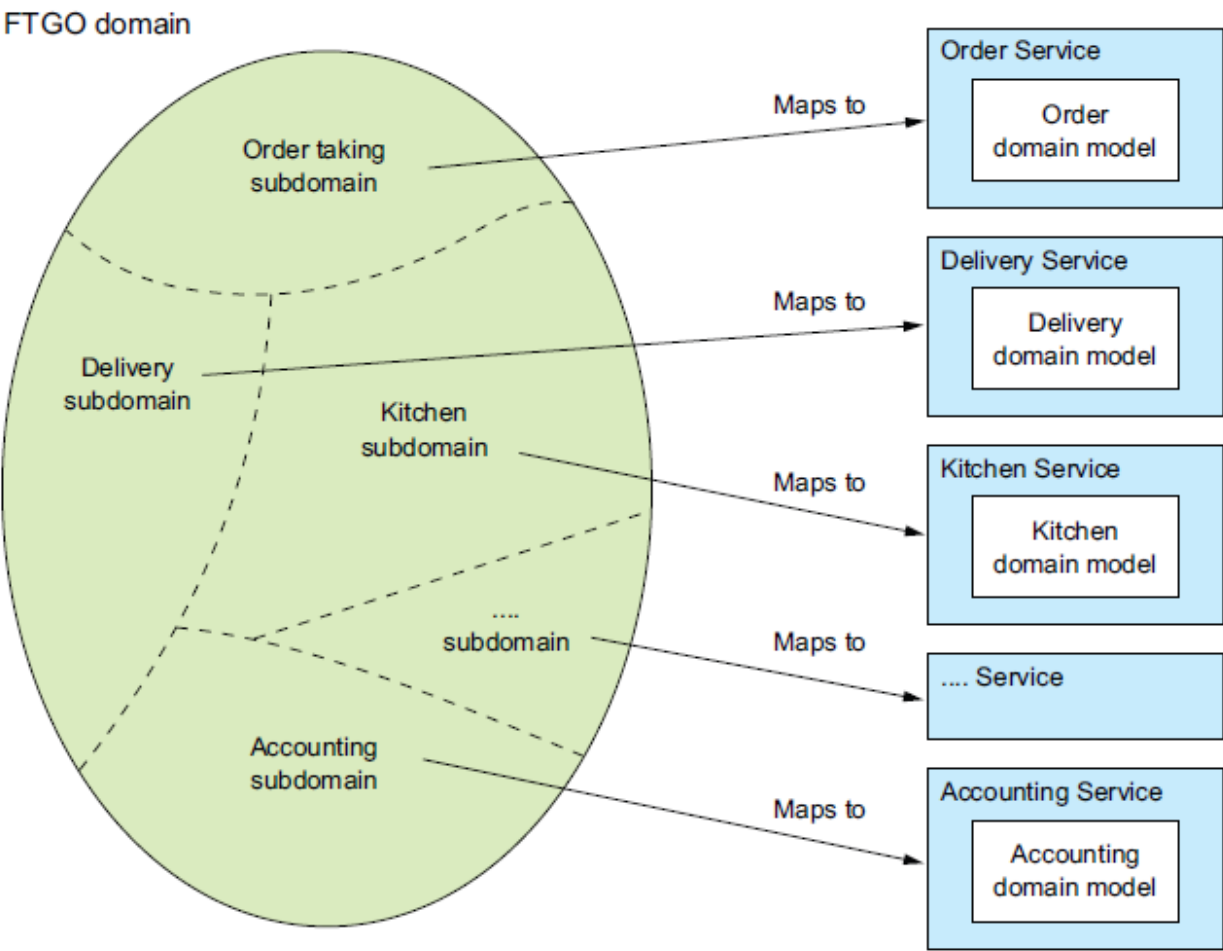 FTGO domain
Order taking
subdomain
Delivery
subdomain
Kitchen
subdomain
....
subdomain
Accounting
subdomain
Maps to
Maps to
Maps to
Maps to
Maps to
Order Service
Order
domain model
Delivery Service
Delivery
domain model
Kitchen Service
Kitchen
domain model
.... Service
Accounting Service
Accounting
domain model